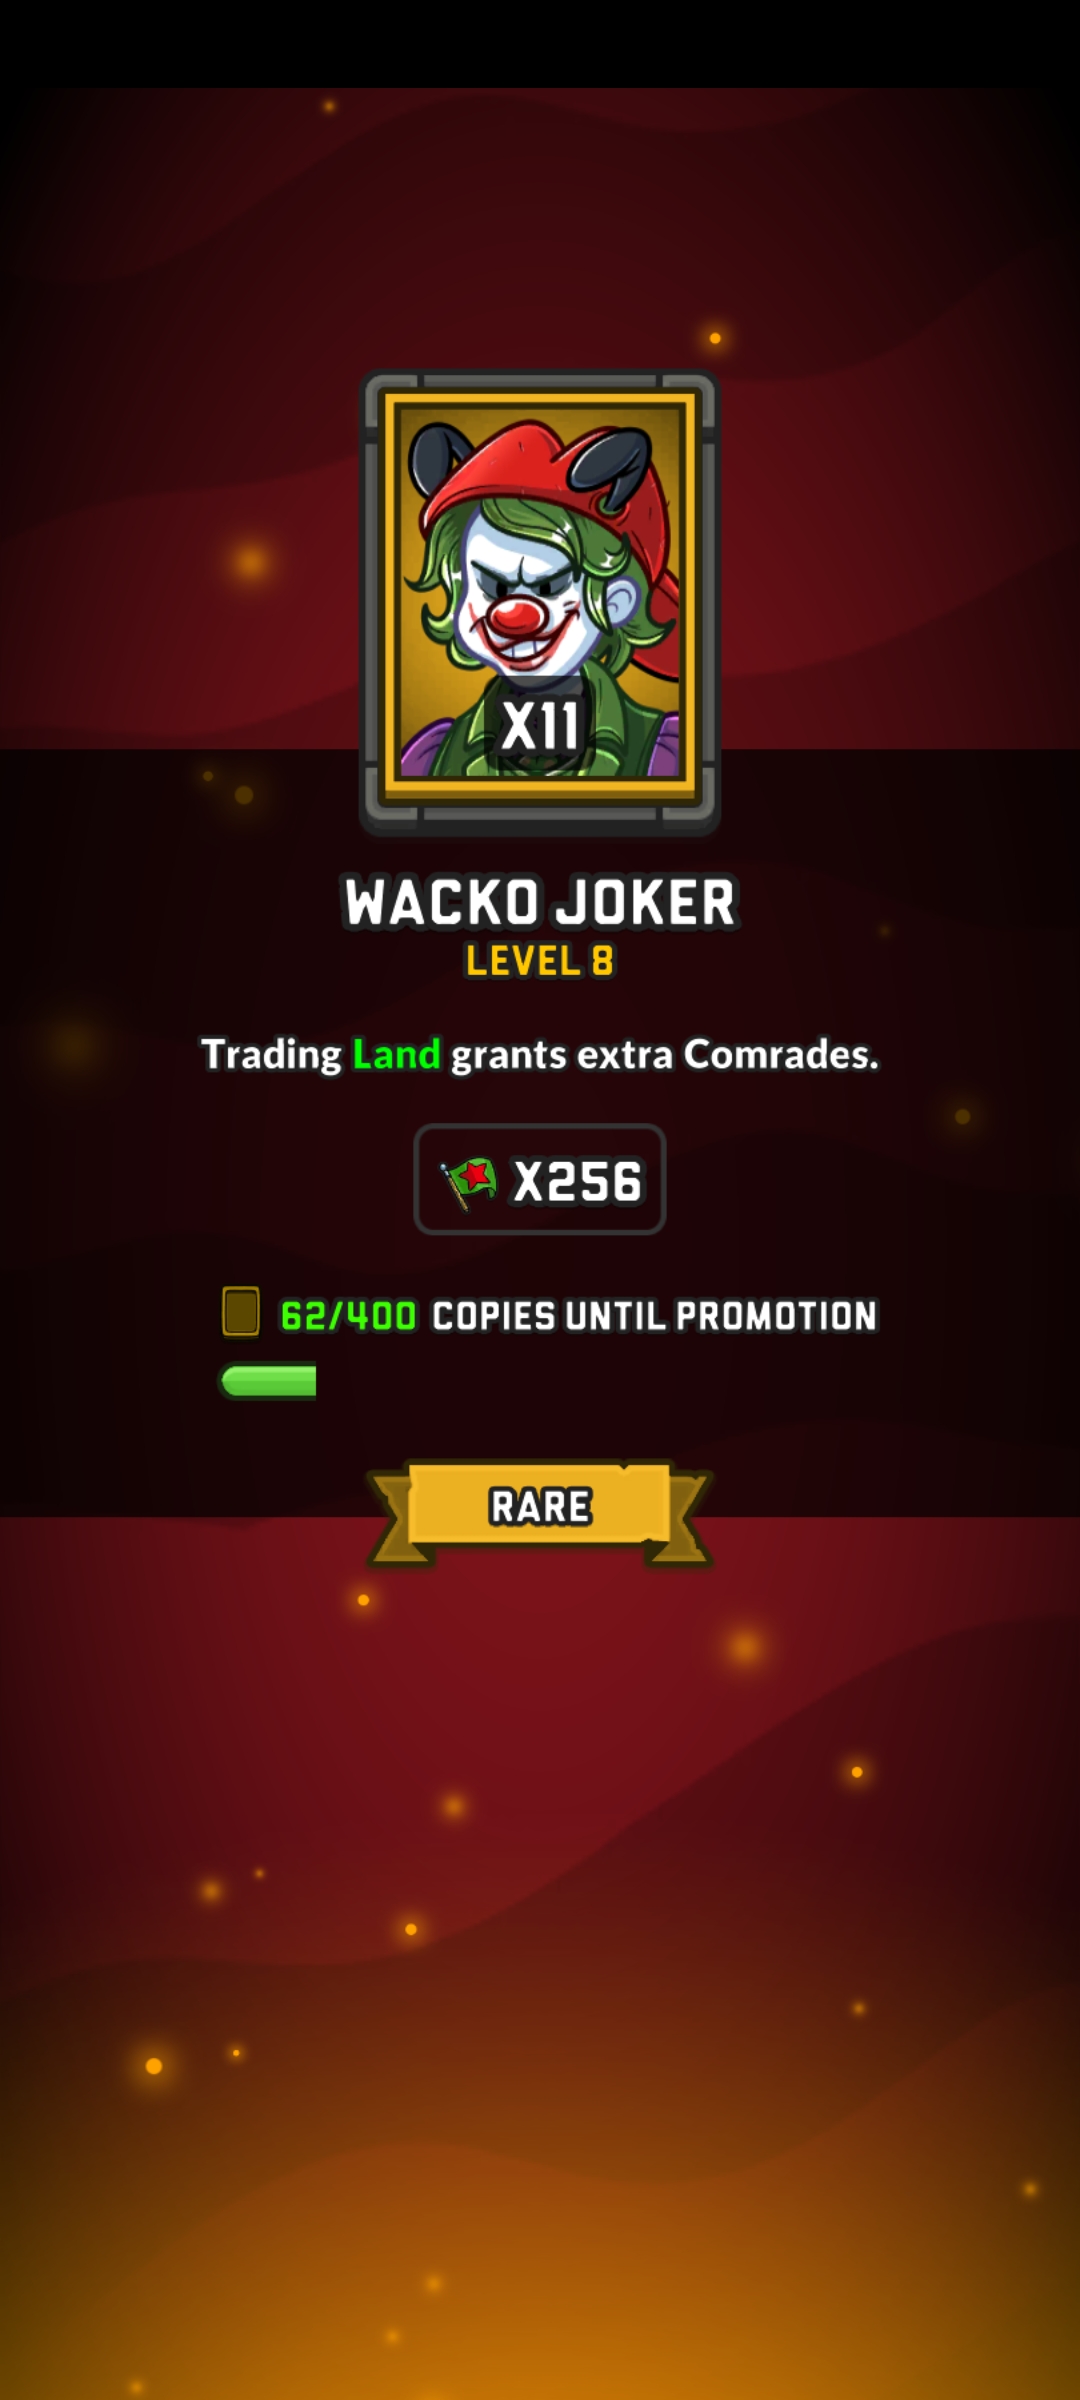 X11
WACKO JOKER
LEVEL 8
Trading Land grants extra Comrades.
X256
62/400 COPIES UNTIL PROMOTION
RARE